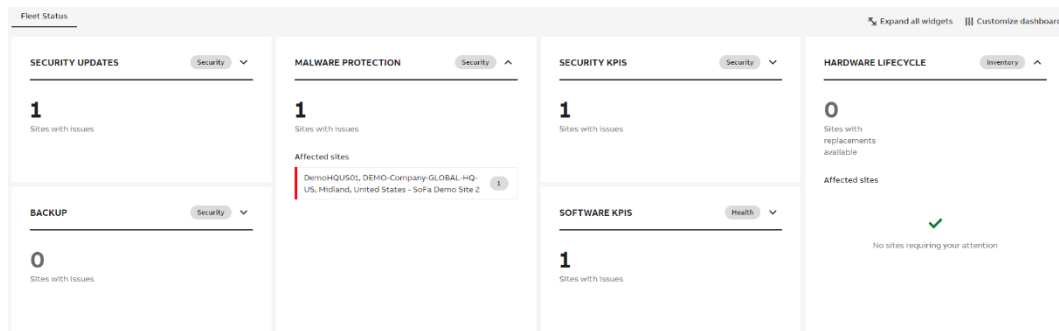 Fleet Status
Expand all widgets
Customize dashboard
SECURITY UPDATES
Security
1
Sites with issues
MALWARE PROTECTION
Security
1
Sites with issues
Affected sites
DemoHQUS01, DEMO-Company-GLOBAL-HQ-
US, Midland, United States - SoFa Demo Site 2
1
SECURITY KPIS
Security
1
Sites with issues
HARDWARE LIFECYCLE
Inventory
0
Sites with
replacements
available
Affected sites
No sites requiring your attention
BACKUP
Security
0
Sites with issues
SOFTWARE KPIS
Health
1
Sites with issues